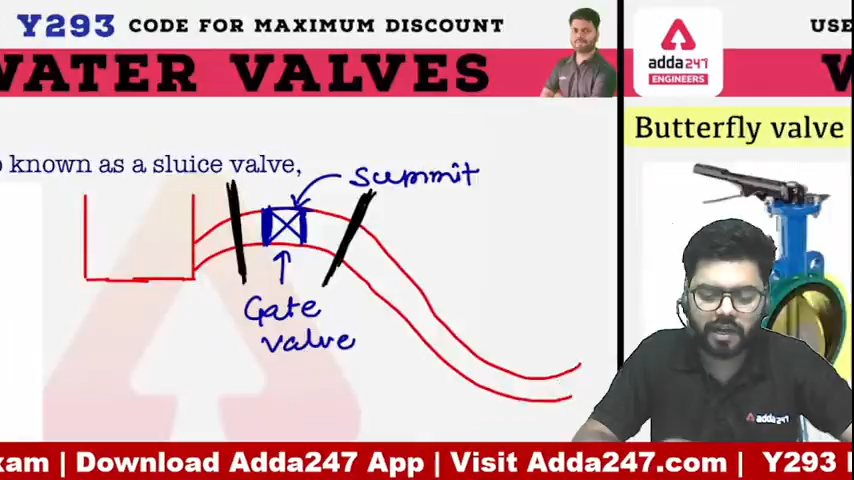 Y293 CODE FOR MAXIMUM DISCOUNT
WATER VALVES
known as a sluice valve,
Summit
Gate
valve
adda247
ENGINEERS
USE
Butterfly valve
adda247
xam | Download Adda247 App | Visit Adda247.com | Y293